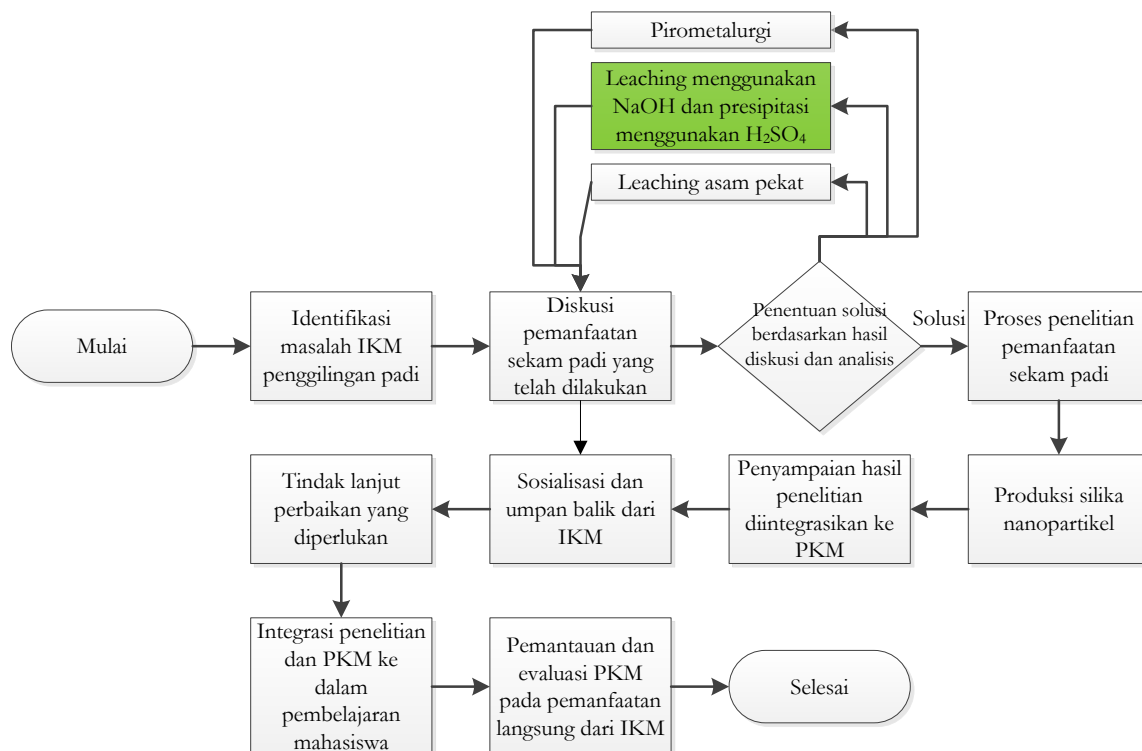 Pirometalurgi
Leaching menggunakan
NaOH dan presipitasi
menggunakan H₂SO₄
Leaching asam pekat
Mulai
Identifikasi
masalah IKM
penggilingan padi
Diskusi
pemanfaatan
sekam padi yang
telah dilakukan
Penentuan solusi
berdasarkan hasil
diskusi dan analisis
Solusi
Proses penelitian
pemanfaatan
sekam padi
Tindak lanjut
perbaikan yang
diperlukan
Sosialisasi dan
umpan balik dari
IKM
Penyampaian hasil
penelitian
diintegrasikan ke
PKM
Produksi silika
nanopartikel
Integrasi penelitian
dan PKM ke
dalam
pembelajaran
mahasiswa
Pemantauan dan
evaluasi PKM
pada pemanfaatan
langsung dari IKM
Selesai